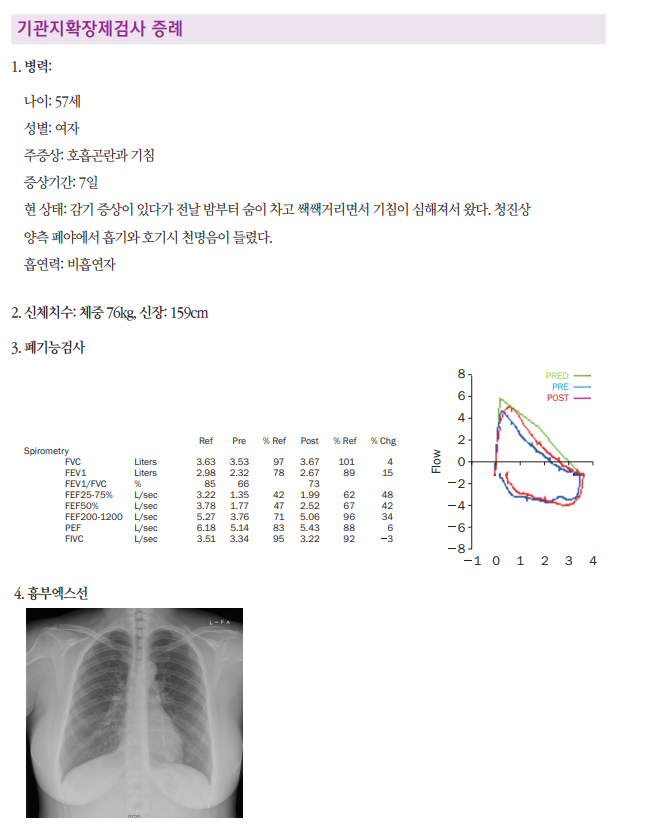 기관지확장제검사 증례
1. 병력:
나이: 57세
성별: 여자
주증상: 호흡곤란과 기침
증상기간: 7일
현 상태: 감기 증상이 있다가 전날 밤부터 숨이 차고 쌕쌕거리면서 기침이 심해져서 왔다. 청진상
양측 폐야에서 흡기와 호기시 천명음이 들렸다.
흡연력: 비흡연자
2. 신체치수: 체중 76kg, 신장: 159cm
3. 폐기능검사
Ref Pre % Ref Post % Ref % Chg
Spirometry
FVC Liters 3.63 3.53 97 3.67 101 4
FEV1 Liters 2.98 2.32 78 2.67 89 15
FEV1/FVC % 85 66 73
FEF25-75% L/sec 3.22 1.35 42 1.99 62 48
FEF50% L/sec 3.78 1.77 47 2.52 67 42
FEF200-1200 L/sec 5.27 3.76 71 5.06 96 34
PEF L/sec 6.18 5.14 83 5.43 88 6
FIVC L/sec 3.51 3.34 95 3.22 92 −3
PRED
PRE
POST
Flow
8
6
4
2
0
−2
−4
−6
−8
−1 0 1 2 3 4
4. 흉부엑스선
L-PA